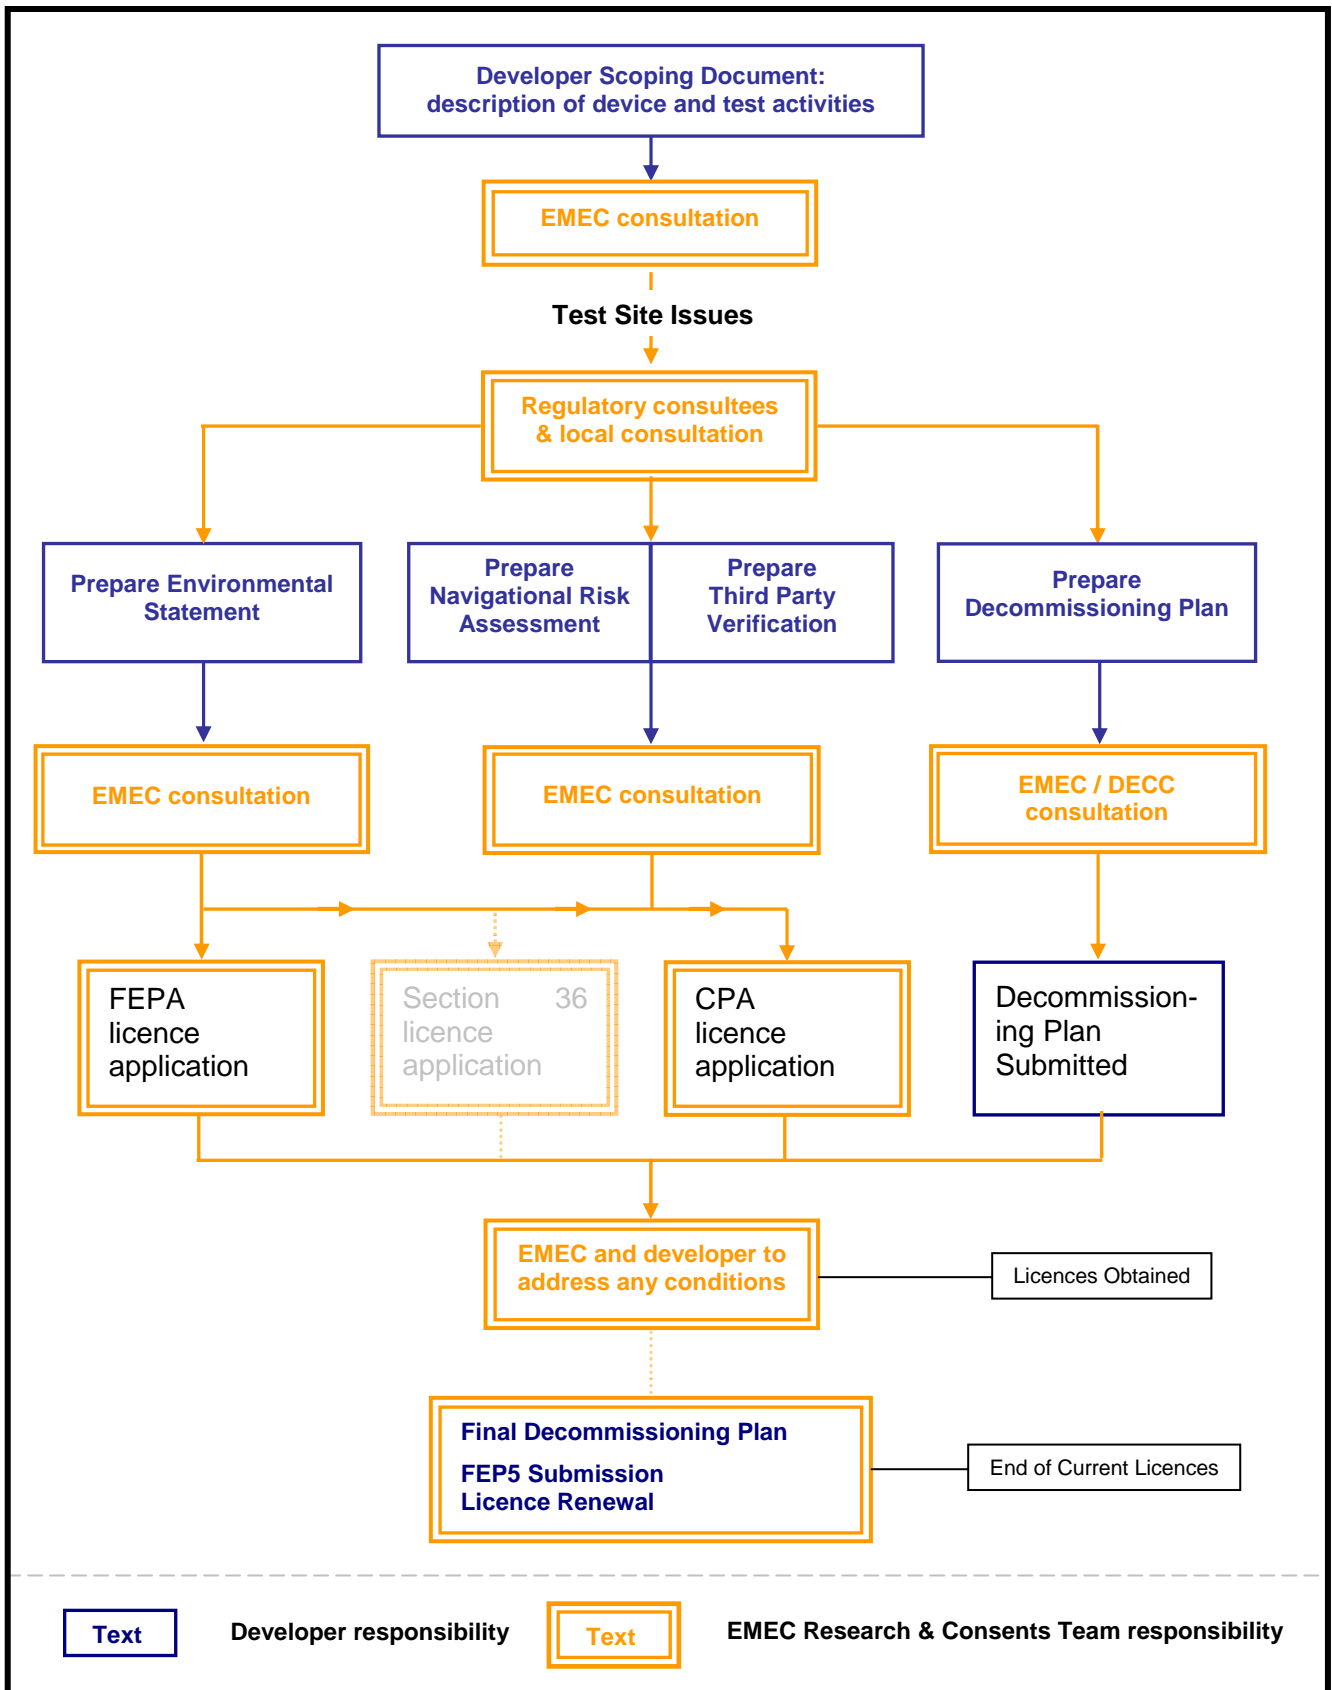 Developer Scoping Document:
description of device and test activities
EMEC consultation
Test Site Issues
Regulatory consultees
& local consultation
Prepare Environmental
Statement
Prepare
Navigational Risk
Assessment
Prepare
Third Party
Verification
Prepare
Decommissioning Plan
EMEC consultation
EMEC consultation
EMEC / DECC
consultation
FEPA
licence
application
Section 36
licence
application
CPA
licence
application
Decommission-
ing Plan
Submitted
EMEC and developer to
address any conditions
Licences Obtained
Final Decommissioning Plan
FEP5 Submission
Licence Renewal
End of Current Licences
Text
Developer responsibility
Text
EMEC Research & Consents Team responsibility